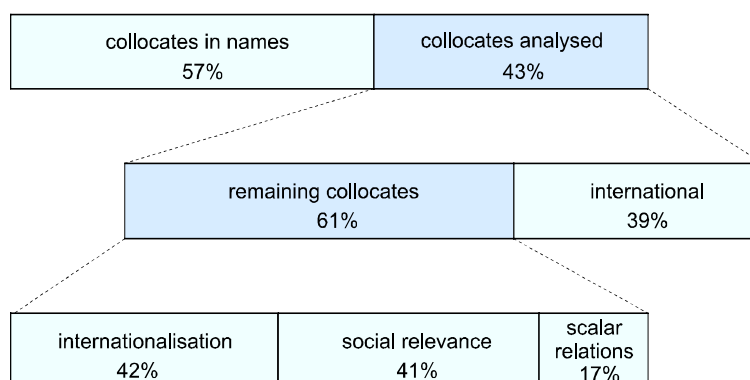 collocates in names
57%
collocates analysed
43%
remaining collocates
61%
international
39%
internationalisation
42%
social relevance
41%
scalar
relations
17%